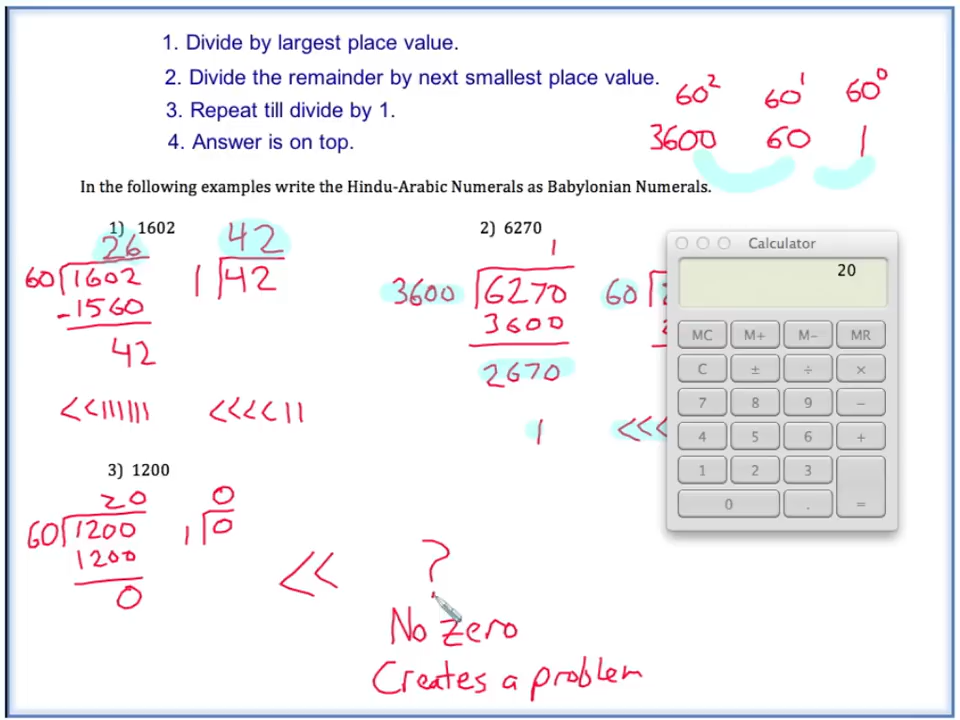 1. Divide by largest place value.
2. Divide the remainder by next smallest place value.
3. Repeat till divide by 1.
4. Answer is on top.
60² 60¹ 60⁰
3600 60 1
In the following examples write the Hindu-Arabic Numerals as Babylonian Numerals.
1) 1602
26
60 1602
-1560
42
42
1 42
<<|||||| <<<<||
2) 6270
1
3600 6270
3600
2670
60
1 <<<
Calculator
20
MC M+ M- MR
C ± ÷ ×
7 8 9 −
4 5 6 +
1 2 3
0 . =
3) 1200
20
60 1200
1200
0
0
1 0
<< ?
No zero
Creates a problem